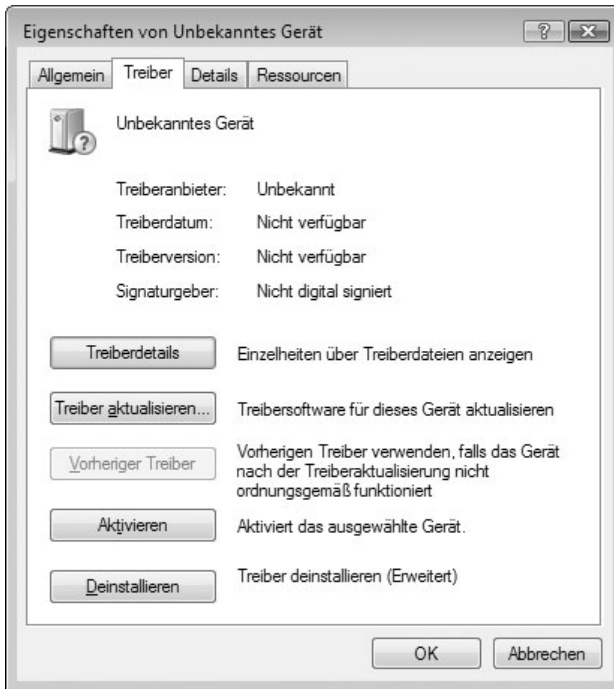 Eigenschaften von Unbekanntes Gerät
Allgemein Treiber Details Ressourcen
Unbekanntes Gerät
Treiberanbieter: Unbekannt
Treiberdatum: Nicht verfügbar
Treiberversion: Nicht verfügbar
Signaturgeber: Nicht digital signiert
Treiberdetails Einzelheiten über Treiberdateien anzeigen
Treiber aktualisieren... Treibersoftware für dieses Gerät aktualisieren
Vorheriger Treiber Vorherigen Treiber verwenden, falls das Gerät
nach der Treiberaktualisierung nicht
ordnungsgemäß funktioniert
Aktivieren Aktiviert das ausgewählte Gerät.
Deinstallieren Treiber deinstallieren (Erweitert)
OK Abbrechen